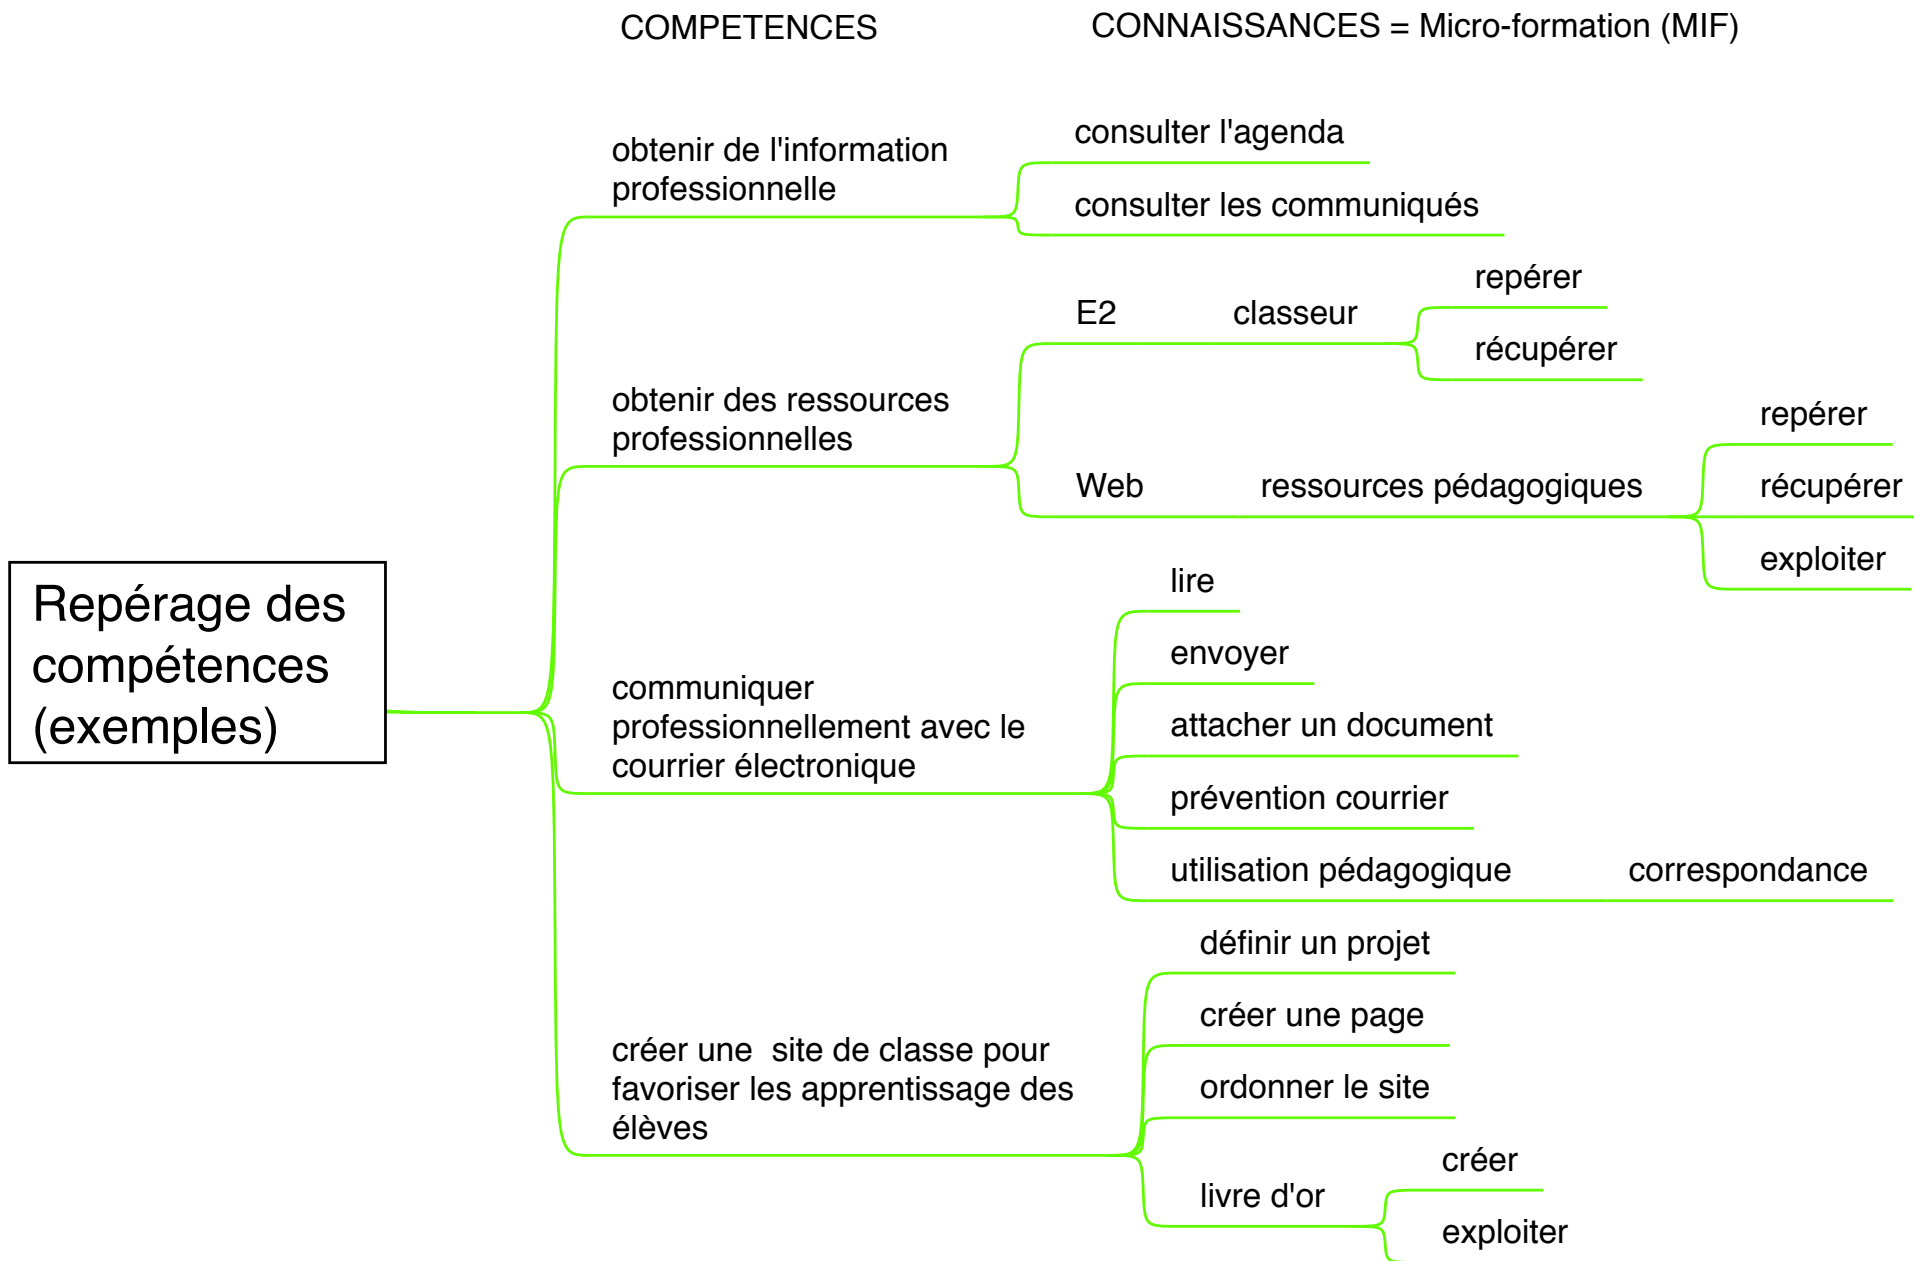 COMPETENCES
CONNAISSANCES = Micro-formation (MIF)
Repérage des
compétences
(exemples)
obtenir de l'information
professionnelle
consulter l'agenda
consulter les communiqués
obtenir des ressources
professionnelles
E2
classeur
repérer
récupérer
Web
ressources pédagogiques
repérer
récupérer
exploiter
communiquer
professionnellement avec le
courrier électronique
lire
envoyer
attacher un document
prévention courrier
utilisation pédagogique
correspondance
créer une  site de classe pour
favoriser les apprentissage des
élèves
définir un projet
créer une page
ordonner le site
livre d'or
créer
exploiter